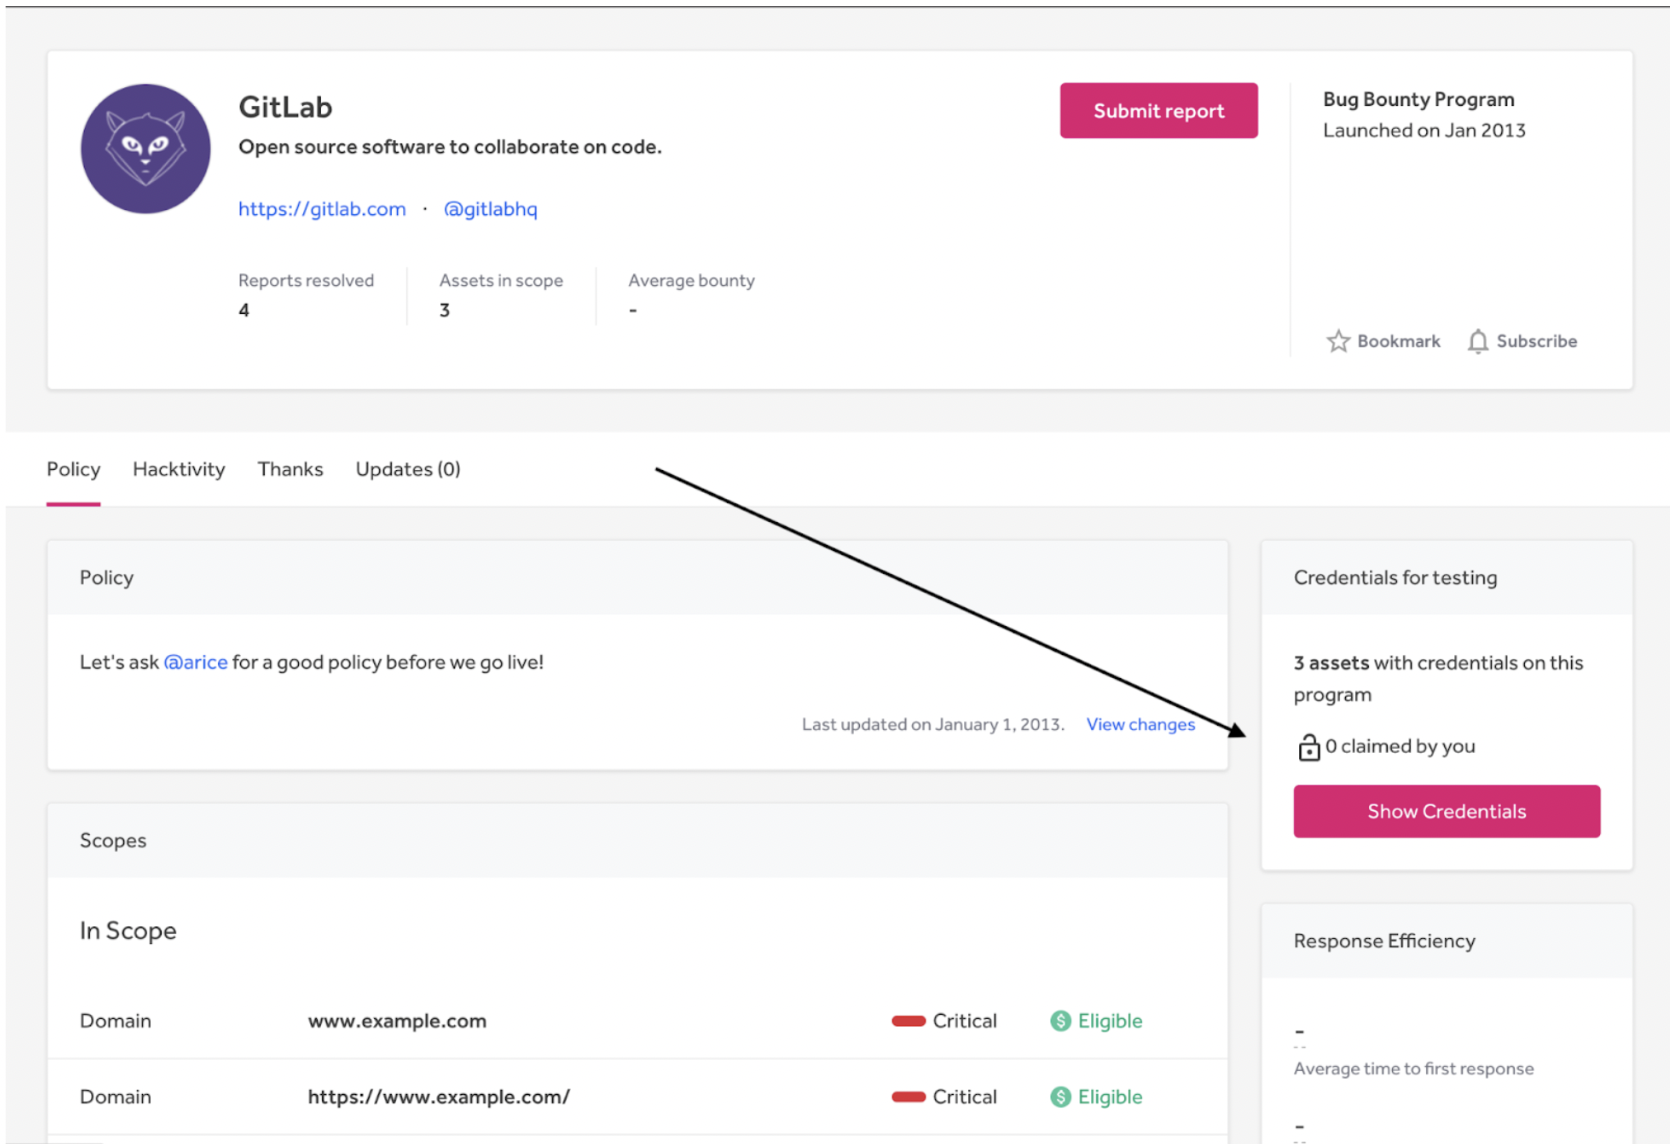 GitLab
Open source software to collaborate on code.
https://gitlab.com · @gitlabhq
Reports resolved
4
Assets in scope
3
Average bounty
-
Submit report
Bug Bounty Program
Launched on Jan 2013
Bookmark
Subscribe
Policy
Hacktivity
Thanks
Updates (0)
Policy
Let's ask @arice for a good policy before we go live!
Last updated on January 1, 2013. View changes
Scopes
In Scope
Domain www.example.com Critical Eligible
Domain https://www.example.com/ Critical Eligible
Credentials for testing
3 assets with credentials on this
program
0 claimed by you
Show Credentials
Response Efficiency
-
Average time to first response
-